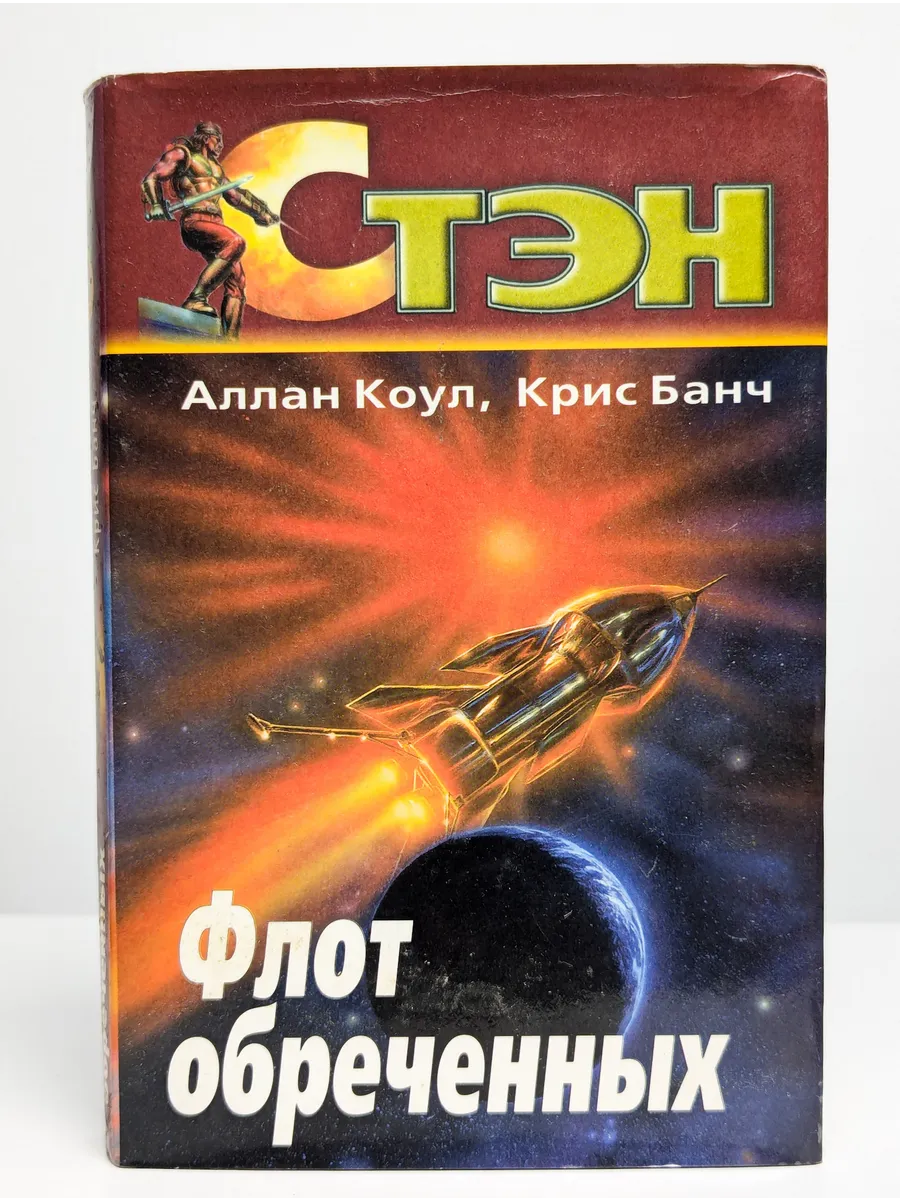 Стэн
Аллан Коул, Крис Банч
Флот
обреченных